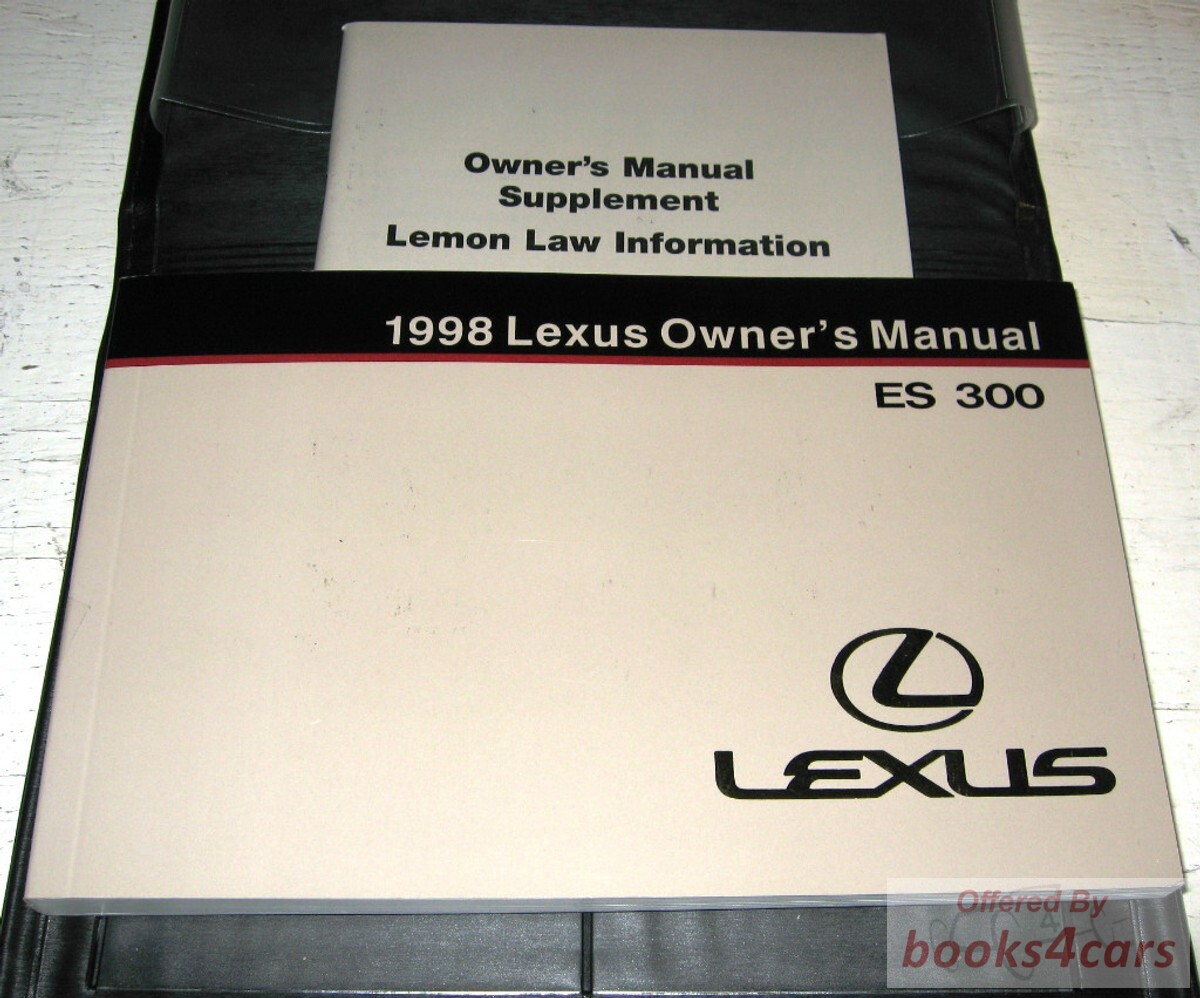 Owner's Manual
Supplement
Lemon Law Information
1998 Lexus Owner's Manual
ES 300
LEXUS
Offered By
books4cars